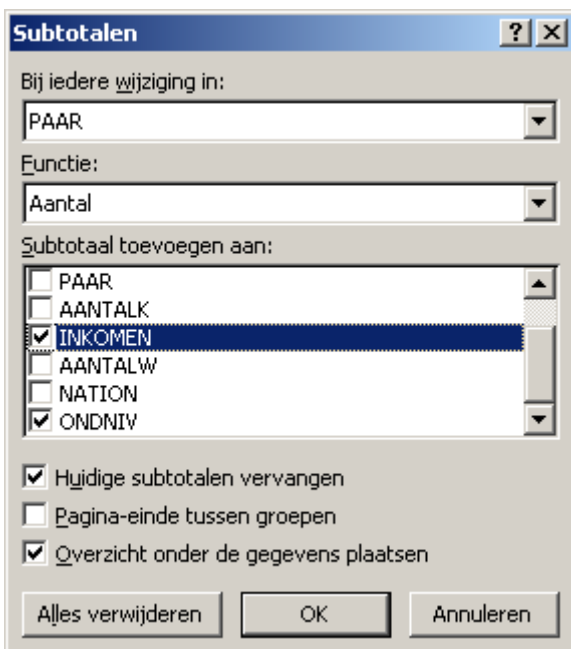 Subtotalen
Bij iedere wijziging in:
PAAR
Functie:
Aantal
Subtotaal toevoegen aan:
PAAR
AANTALK
INKOMEN
AANTALW
NATION
ONDNIV
Huidige subtotalen vervangen
Pagina-einde tussen groepen
Overzicht onder de gegevens plaatsen
Alles verwijderen OK Annuleren